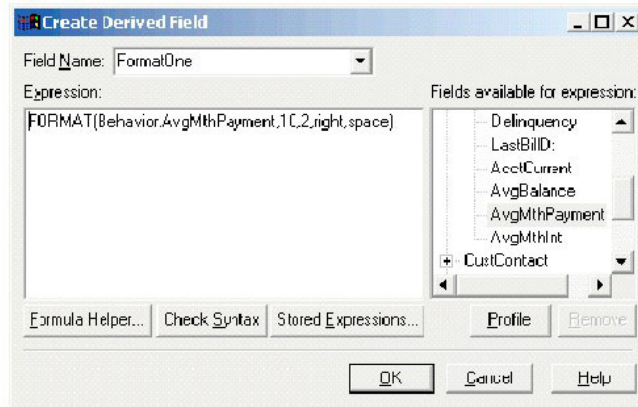 Create Derived Field
Field Name: FormatOne
Expression:
Fields available for expression:
FORMAT(Behavior.AvgMthPayment,10,2,right,space)
Delinquency
LastBillD:
AcctCurrent
AvgBalance
AvgMthPayment
AvgMthInt
CustContact
Formula Helper...
Check Syntax
Stored Expressions...
Profile
Remove
OK
Cancel
Help